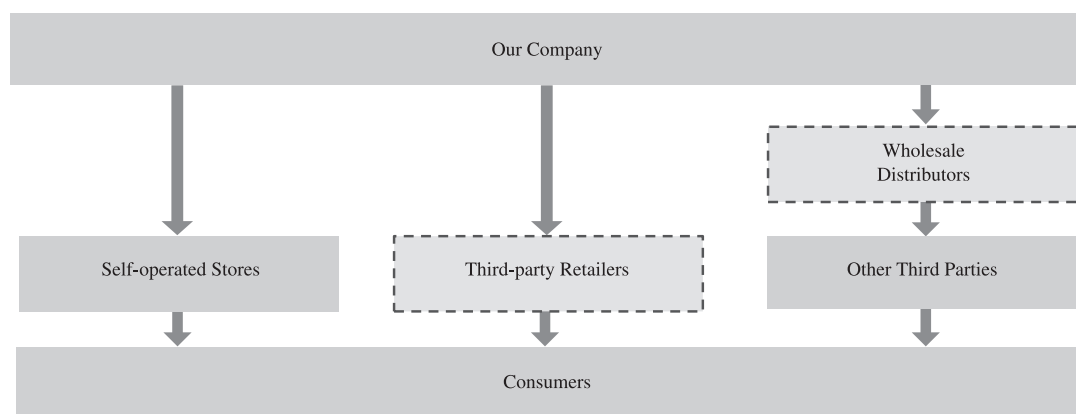 Our Company
Wholesale
Distributors
Self-operated Stores
Third-party Retailers
Other Third Parties
Consumers